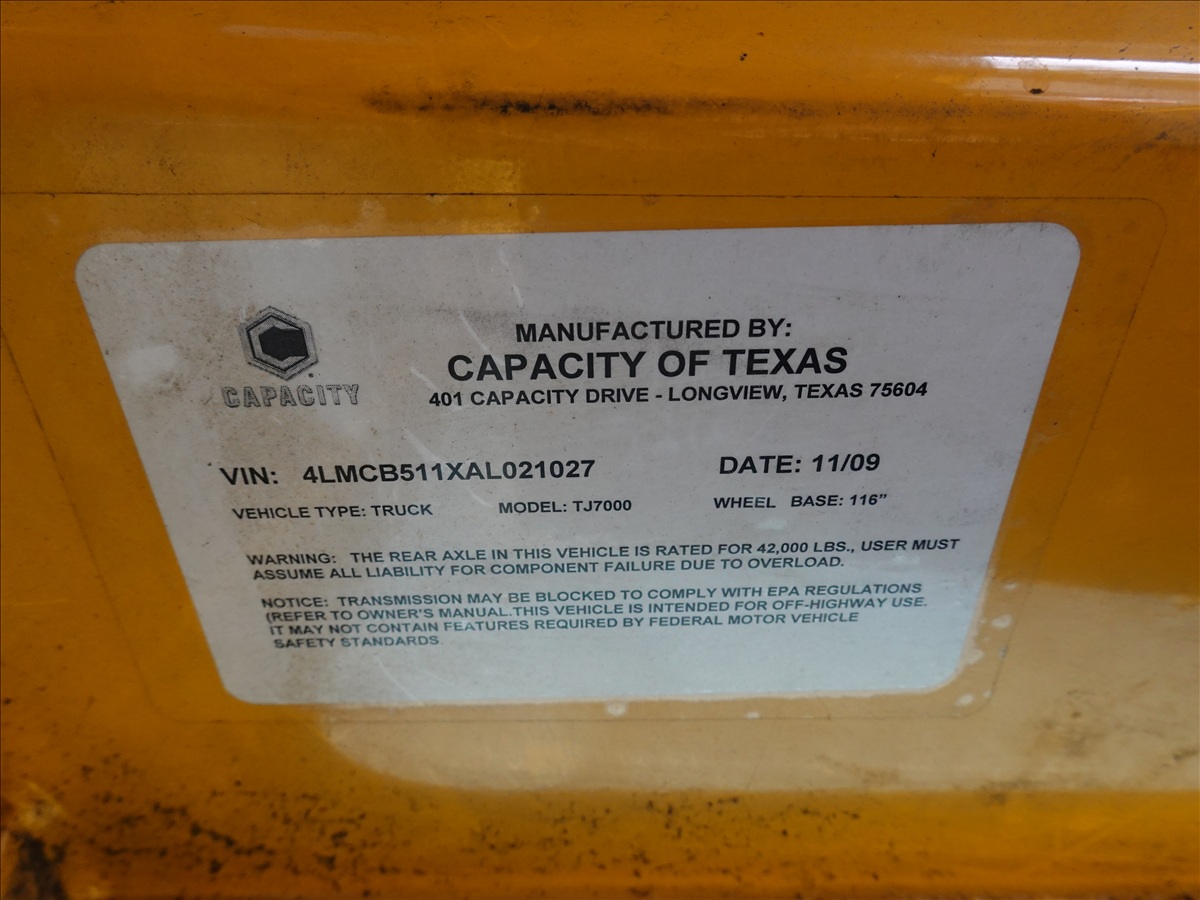 CAPACITY
MANUFACTURED BY:
CAPACITY OF TEXAS
401 CAPACITY DRIVE - LONGVIEW, TEXAS 75604
VIN: 4LMCB511XAL021027 DATE: 11/09
VEHICLE TYPE: TRUCK MODEL: TJ7000 WHEEL BASE: 116”
WARNING: THE REAR AXLE IN THIS VEHICLE IS RATED FOR 42,000 LBS., USER MUST
ASSUME ALL LIABILITY FOR COMPONENT FAILURE DUE TO OVERLOAD.
NOTICE: TRANSMISSION MAY BE BLOCKED TO COMPLY WITH EPA REGULATIONS
(REFER TO OWNER'S MANUAL.THIS VEHICLE IS INTENDED FOR OFF-HIGHWAY USE.
IT MAY NOT CONTAIN FEATURES REQUIRED BY FEDERAL MOTOR VEHICLE
SAFETY STANDARDS.